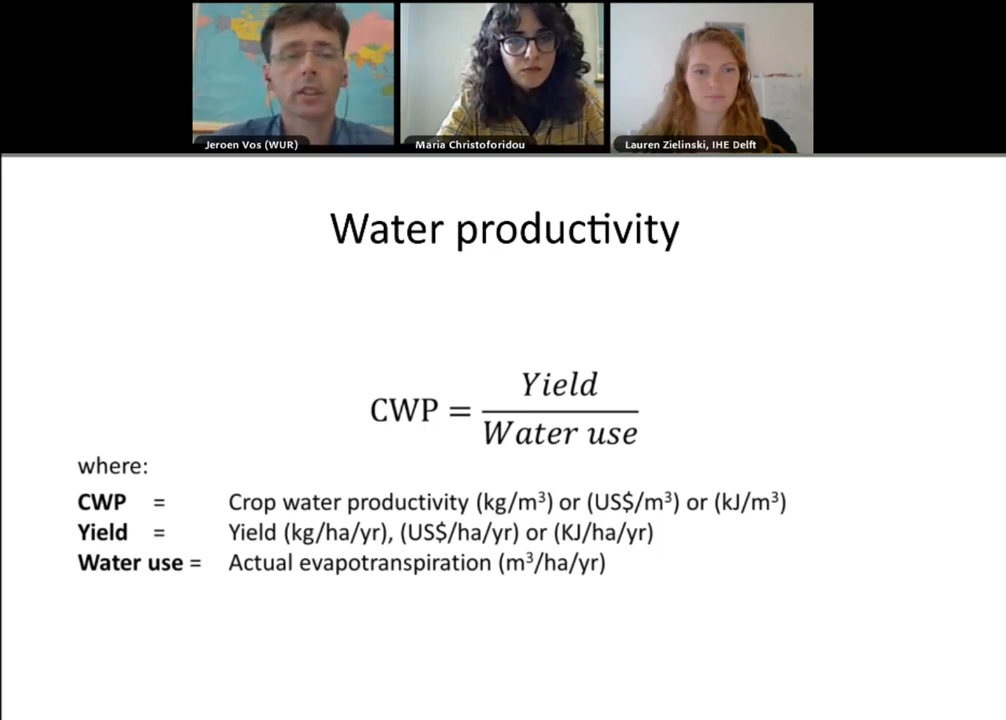 Jeroen Vos (WUR)
Maria Christoforidou
Lauren Zielinski, IHE Delft
Water productivity
CWP = Yield / Water use
where:
CWP = Crop water productivity (kg/m³) or (US$/m³) or (kJ/m³)
Yield = Yield (kg/ha/yr), (US$/ha/yr) or (KJ/ha/yr)
Water use = Actual evapotranspiration (m³/ha/yr)